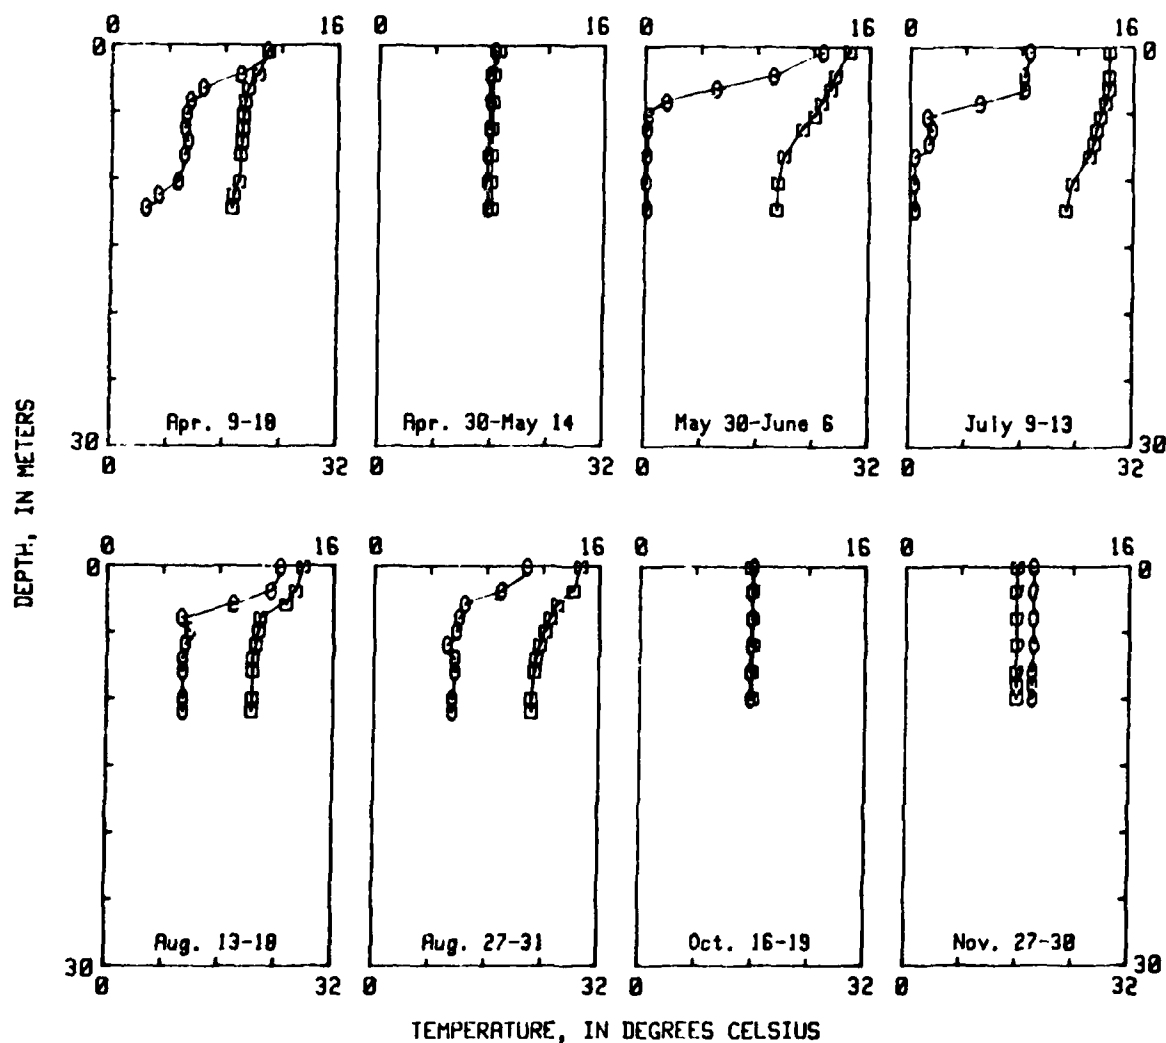 0 16 0 16 0 16 0 16
0 0
DEPTH, IN METERS
Apr. 9-10 Apr. 30-May 14 May 30-June 6 July 9-13
30 30
0 32 0 32 0 32 0 32
0 16 0 16 0 16 0 16
0 0
Aug. 13-18 Aug. 27-31 Oct. 16-19 Nov. 27-30
30 30
0 32 0 32 0 32 0 32
TEMPERATURE, IN DEGREES CELSIUS